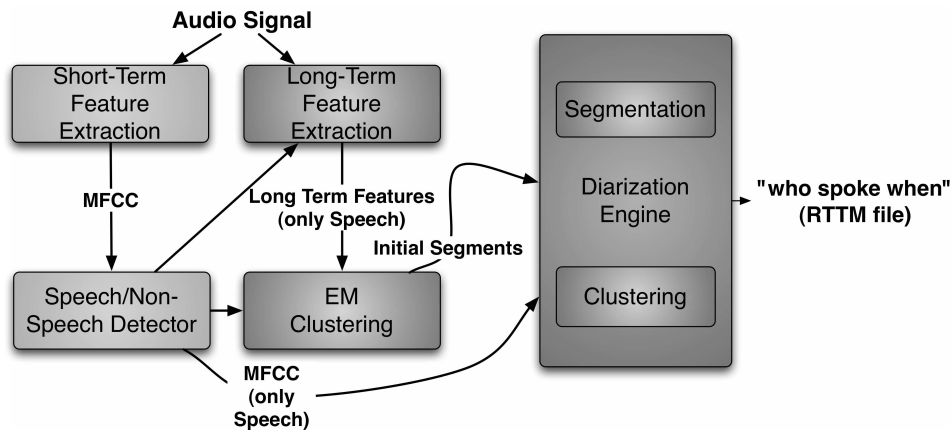 Audio Signal
Short-Term
Feature
Extraction
Long-Term
Feature
Extraction
MFCC
Long Term Features
(only Speech)
Initial Segments
Speech/Non-
Speech Detector
EM
Clustering
MFCC
(only
Speech)
Segmentation
Diarization
Engine
Clustering
"who spoke when"
(RTTM file)